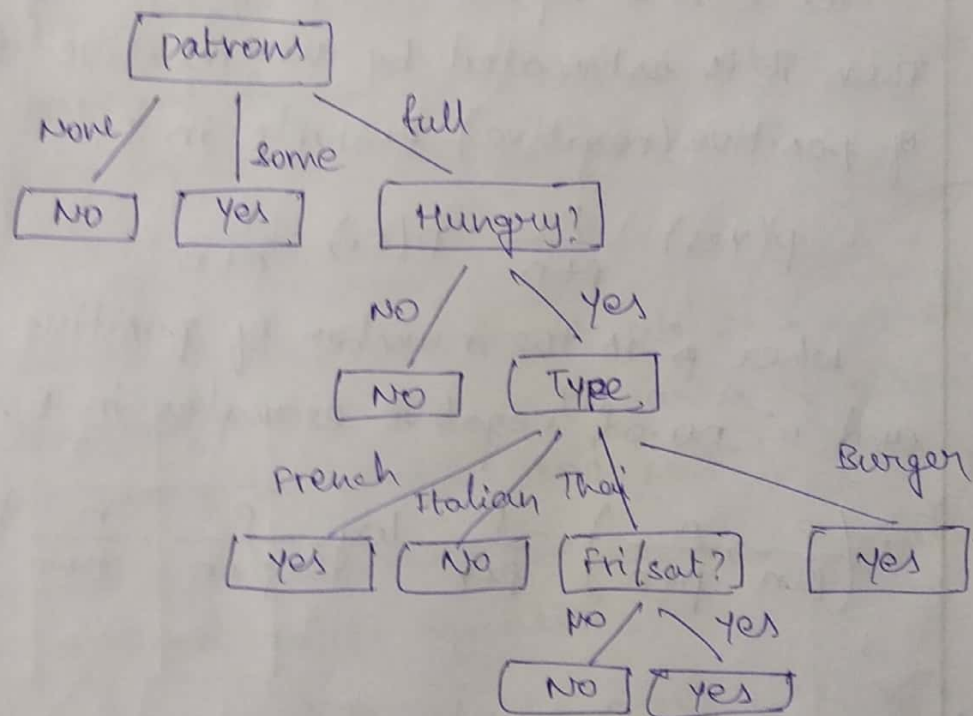 patrons
None some full
No Yes Hungry?
NO Yes
NO Type
French Italian Thai Burger
Yes No Fri/sat? yes
NO yes
NO yes